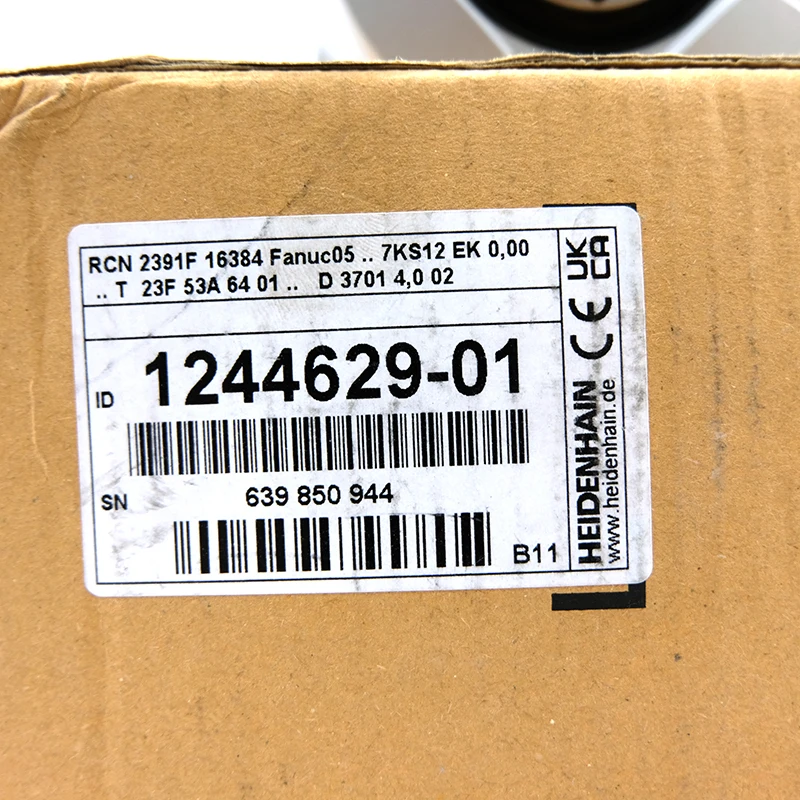 RCN 2391F 16384 Fanuc05 .. 7KS12 EK 0,00
.. T 23F 53A 64 01 .. D 3701 4,0 02
ID 1244629-01
SN 639 850 944
B11
HEIDENHAIN
www.heidenhain.de
CE
UK
CA